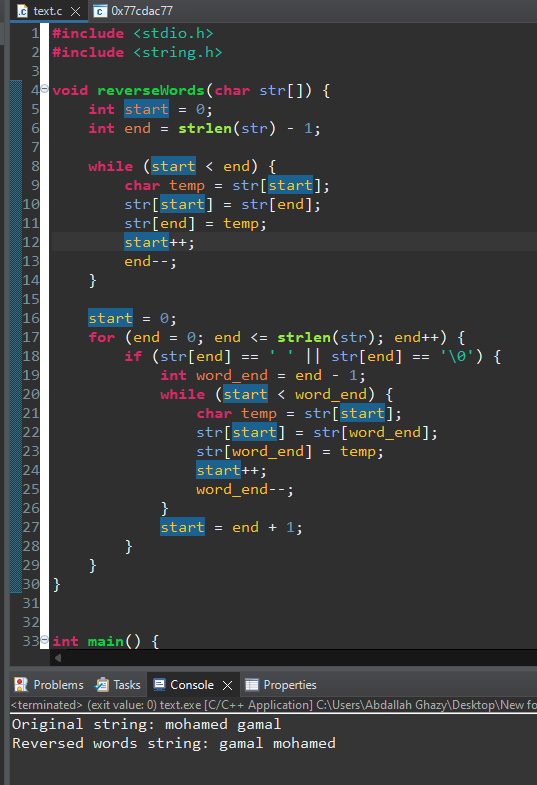 text.c
0x77cdac77
1 #include <stdio.h>
2 #include <string.h>
3
4 void reverseWords(char str[]) {
5     int start = 0;
6     int end = strlen(str) - 1;
7
8     while (start < end) {
9         char temp = str[start];
10         str[start] = str[end];
11         str[end] = temp;
12         start++;
13         end--;
14     }
15
16     start = 0;
17     for (end = 0; end <= strlen(str); end++) {
18         if (str[end] == ' ' || str[end] == '\0') {
19             int word_end = end - 1;
20             while (start < word_end) {
21                 char temp = str[start];
22                 str[start] = str[word_end];
23                 str[word_end] = temp;
24                 start++;
25                 word_end--;
26             }
27             start = end + 1;
28         }
29     }
30 }
31
32
33 int main() {
Problems Tasks Console Properties
<terminated> (exit value: 0) text.exe [C/C++ Application] C:\Users\Abdallah Ghazy\Desktop\New fo
Original string: mohamed gamal
Reversed words string: gamal mohamed